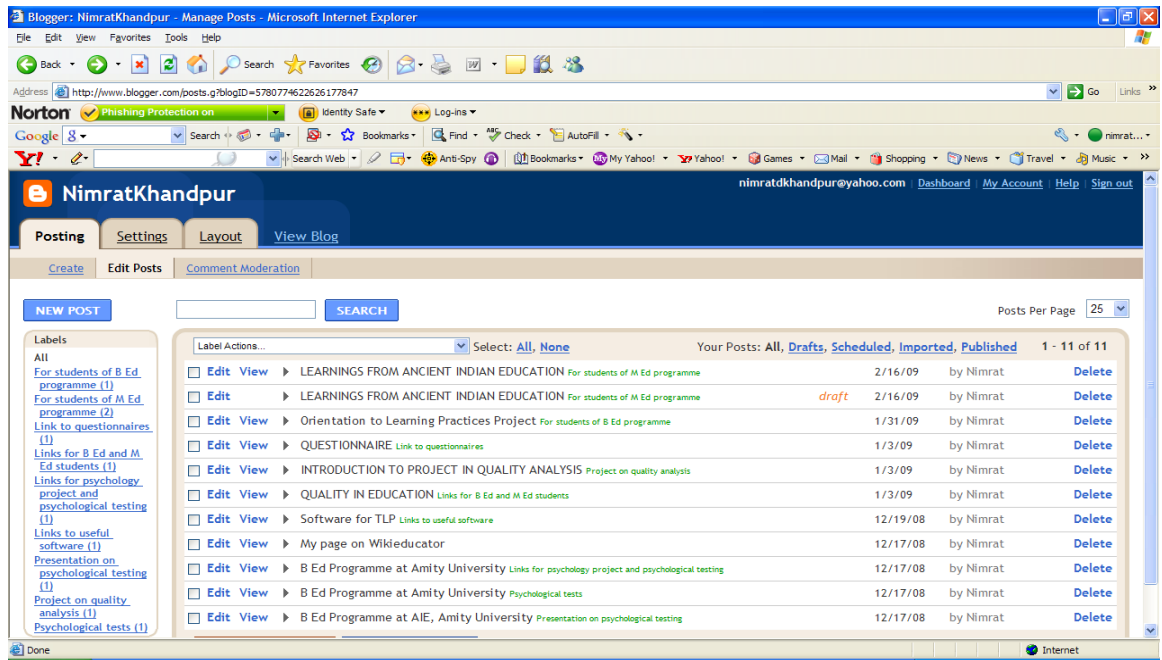 Blogger: NimratKhandpur - Manage Posts - Microsoft Internet Explorer
File Edit View Favorites Tools Help
Back Search Favorites
Address http://www.blogger.com/posts.g?blogID=5780774622626177847 Go Links »
Norton Phishing Protection on Identity Safe Log-ins
Google Search Bookmarks Find Check AutoFill nimrat...
Y! Search Web Anti-Spy Bookmarks My Yahoo! Yahoo! Games Mail Shopping News Travel Music »
NimratKhandpur
nimratdkhandpur@yahoo.com | Dashboard | My Account | Help | Sign out
Posting Settings Layout View Blog
Create Edit Posts Comment Moderation
NEW POST SEARCH Posts Per Page 25
Labels
All
For students of B Ed
programme (1)
For students of M Ed
programme (2)
Link to questionnaires
(1)
Links for B Ed and M
Ed students (1)
Links for psychology
project and
psychological testing
(1)
Links to useful
software (1)
Presentation on
psychological testing
(1)
Project on quality
analysis (1)
Psychological tests (1)
Label Actions... Select: All, None Your Posts: All, Drafts, Scheduled, Imported, Published 1 - 11 of 11
Edit View LEARNINGS FROM ANCIENT INDIAN EDUCATION For students of M Ed programme 2/16/09 by Nimrat Delete
Edit LEARNINGS FROM ANCIENT INDIAN EDUCATION For students of M Ed programme draft 2/16/09 by Nimrat Delete
Edit View Orientation to Learning Practices Project For students of B Ed programme 1/31/09 by Nimrat Delete
Edit View QUESTIONNAIRE Link to questionnaires 1/3/09 by Nimrat Delete
Edit View INTRODUCTION TO PROJECT IN QUALITY ANALYSIS Project on quality analysis 1/3/09 by Nimrat Delete
Edit View QUALITY IN EDUCATION Links for B Ed and M Ed students 1/3/09 by Nimrat Delete
Edit View Software for TLP Links to useful software 12/19/08 by Nimrat Delete
Edit View My page on Wikieducator 12/17/08 by Nimrat Delete
Edit View B Ed Programme at Amity University Links for psychology project and psychological testing 12/17/08 by Nimrat Delete
Edit View B Ed Programme at Amity University Psychological tests 12/17/08 by Nimrat Delete
Edit View B Ed Programme at AIE, Amity University Presentation on psychological testing 12/17/08 by Nimrat Delete
Done Internet